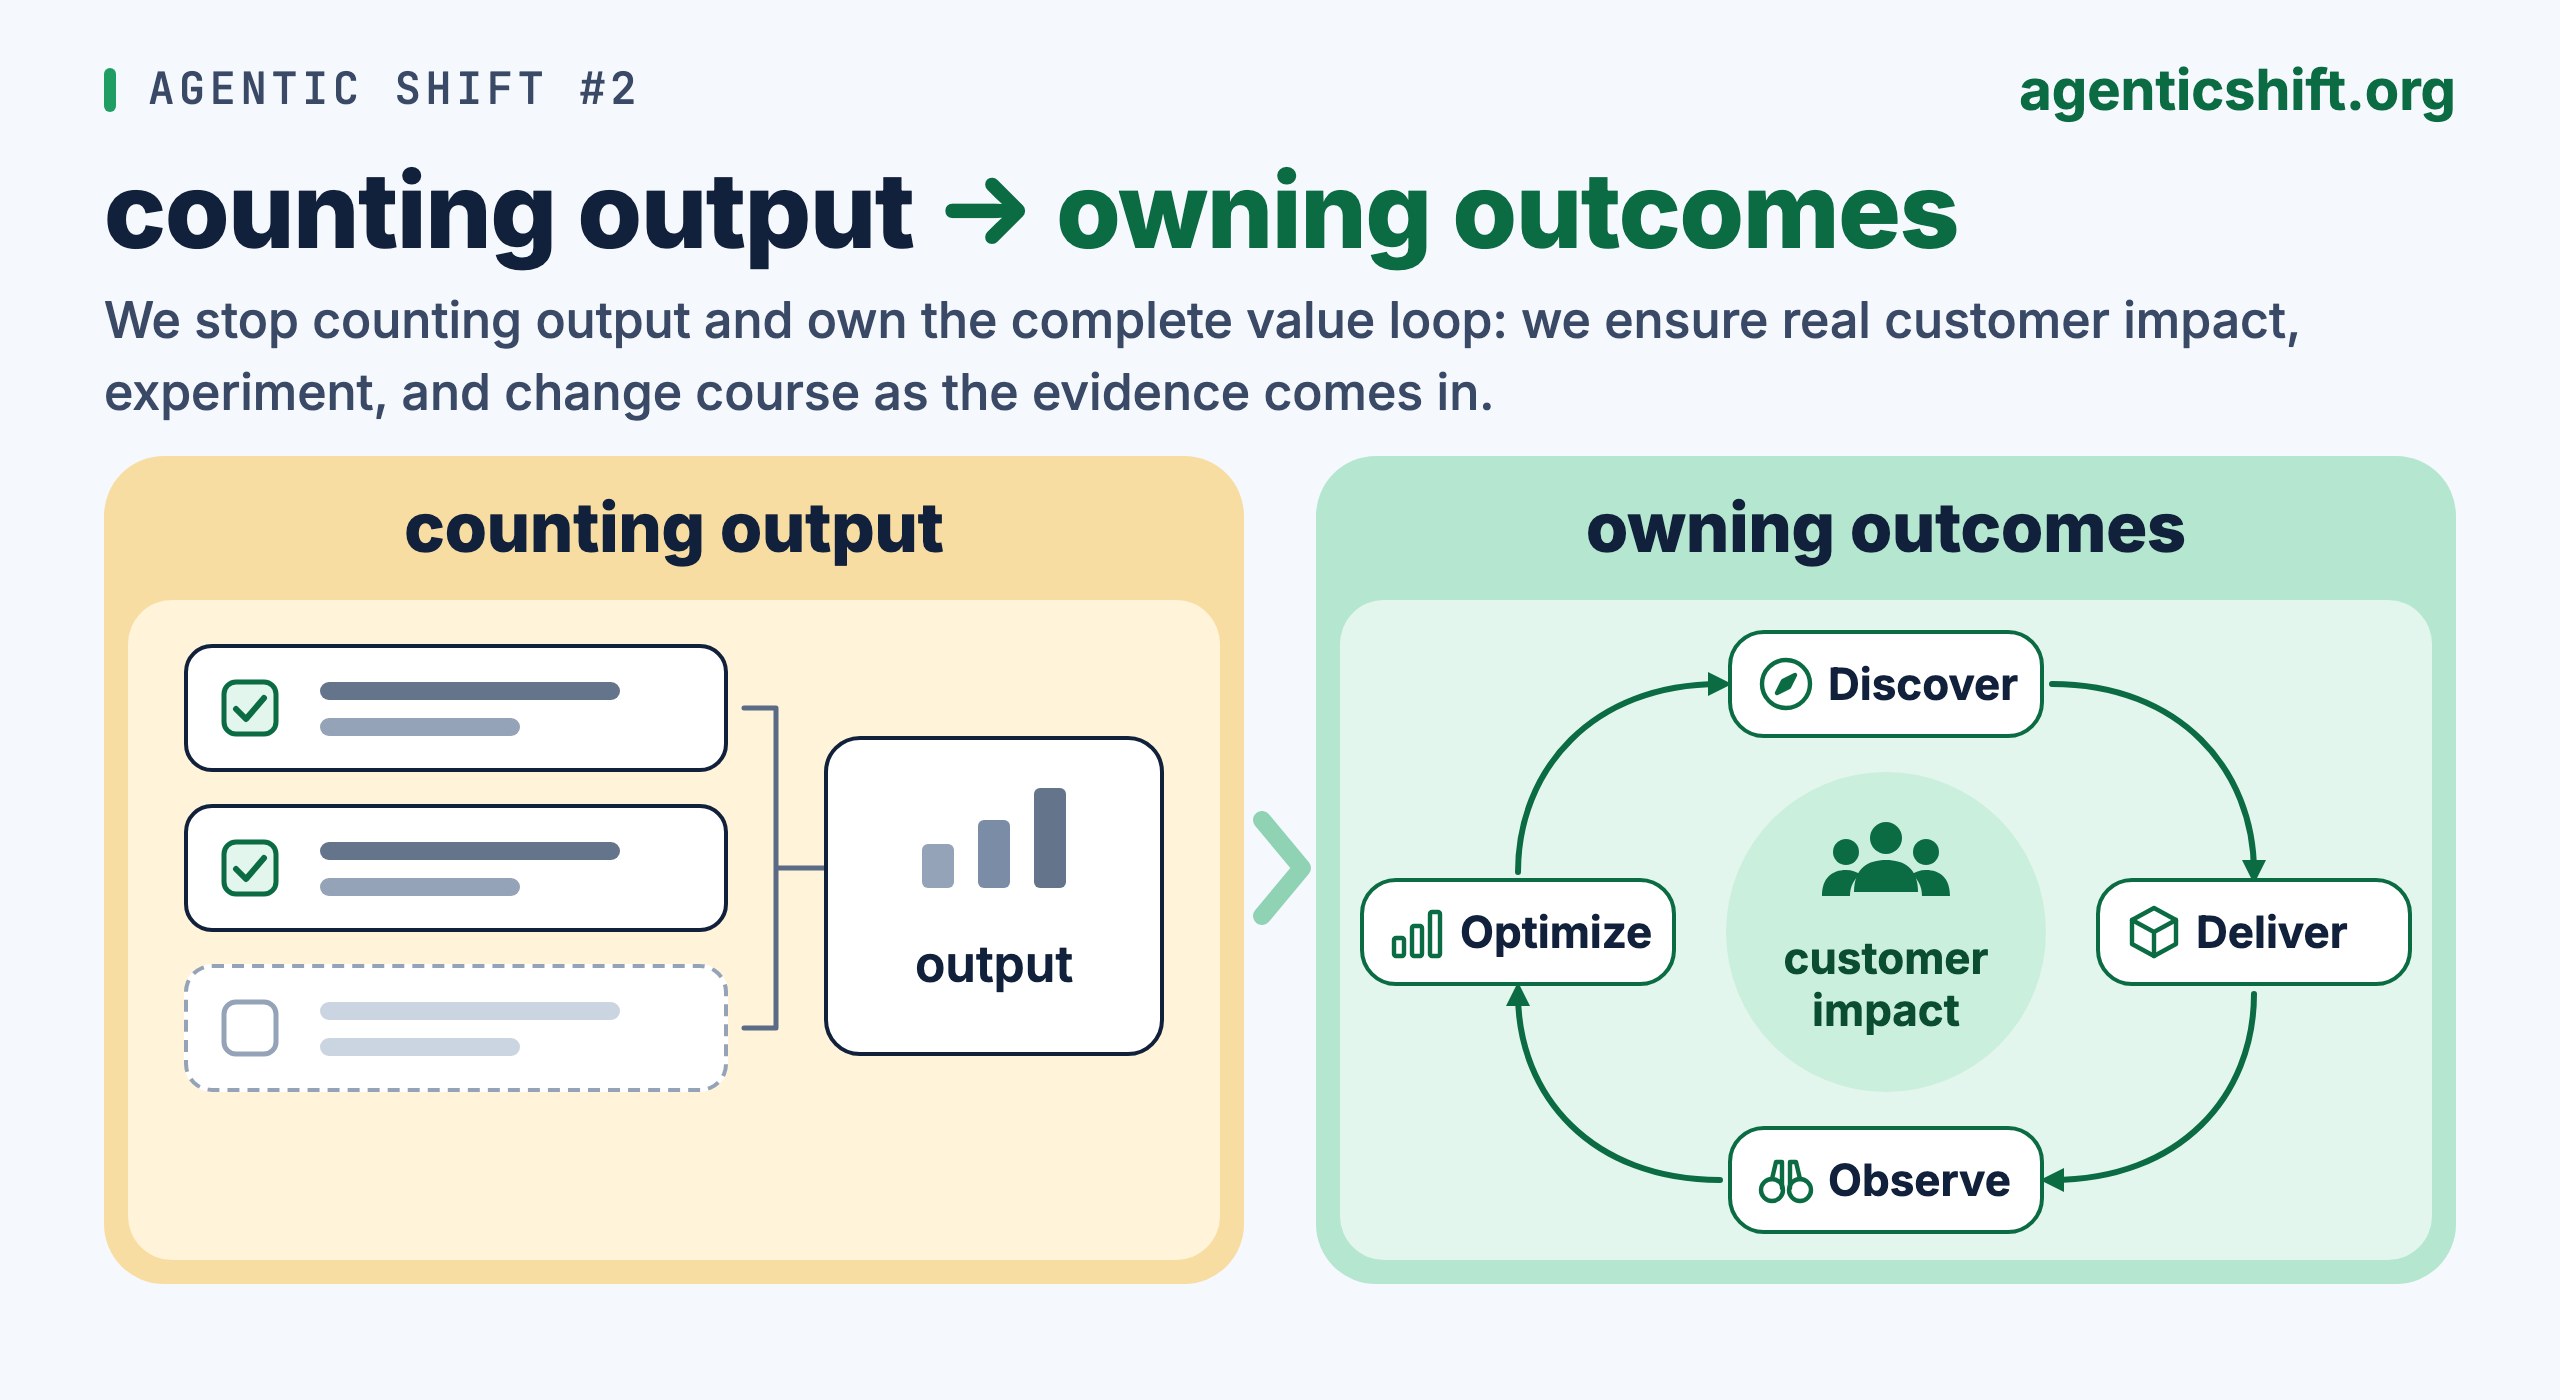 AGENTIC SHIFT #2
agenticshift.org
counting output → owning outcomes
We stop counting output and own the complete value loop: we ensure real customer impact,
experiment, and change course as the evidence comes in.
counting output
output
owning outcomes
Discover
Optimize
customer
impact
Deliver
Observe